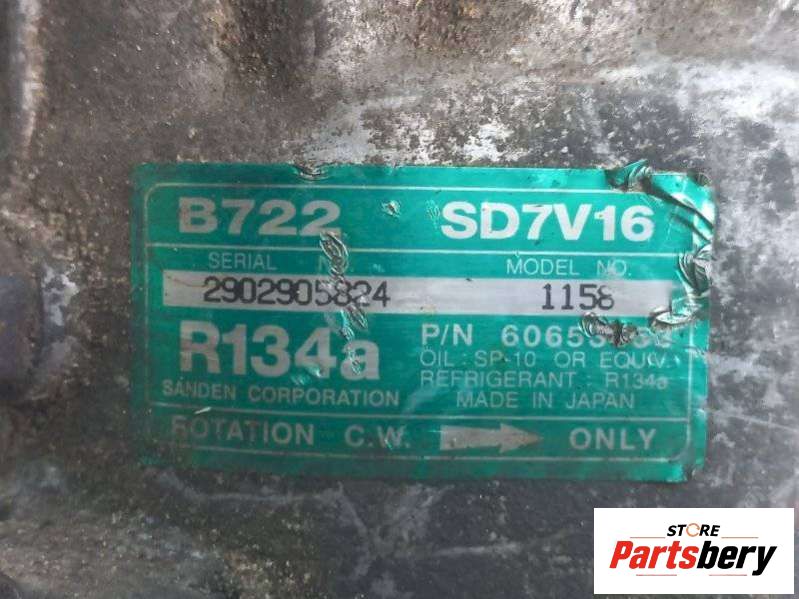 B722 SD7V16
SERIAL NO. MODEL NO.
2902905824 1158
R134a P/N
OIL : SP-10 OR EQUIV.
REFRIGERANT : R134a
SANDEN CORPORATION MADE IN JAPAN
ROTATION C.W. ONLY
STORE
Partsbery